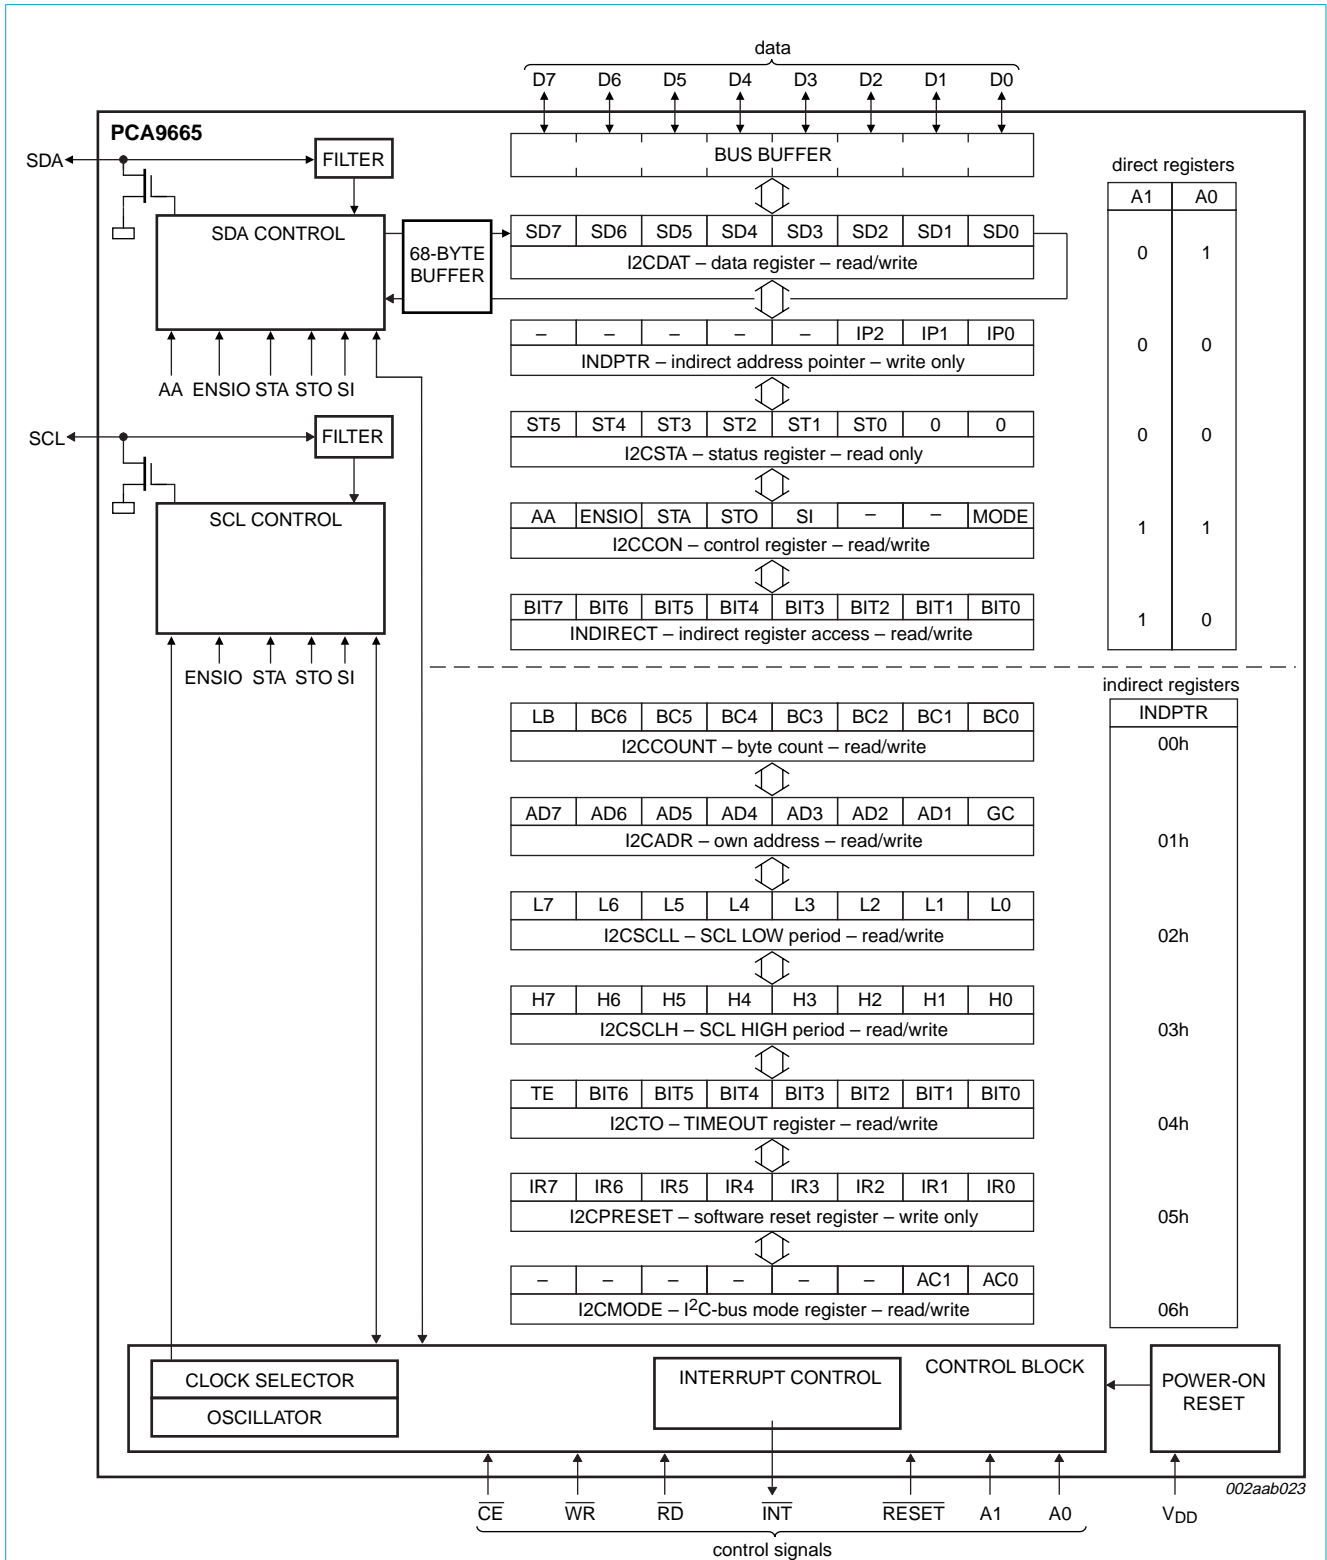 data
D7 D6 D5 D4 D3 D2 D1 D0
PCA9665
SDA
FILTER
BUS BUFFER
direct registers
A1 A0
SDA CONTROL
68-BYTE
BUFFER
SD7 SD6 SD5 SD4 SD3 SD2 SD1 SD0
I2CDAT – data register – read/write
0 1
– – – – – IP2 IP1 IP0
INDPTR – indirect address pointer – write only
0 0
AA ENSIO STA STO SI
SCL
FILTER
ST5 ST4 ST3 ST2 ST1 ST0 0 0
I2CSTA – status register – read only
0 0
SCL CONTROL
AA ENSIO STA STO SI – – MODE
I2CCON – control register – read/write
1 1
BIT7 BIT6 BIT5 BIT4 BIT3 BIT2 BIT1 BIT0
INDIRECT – indirect register access – read/write
1 0
ENSIO STA STO SI
indirect registers
INDPTR
LB BC6 BC5 BC4 BC3 BC2 BC1 BC0
I2CCOUNT – byte count – read/write
00h
AD7 AD6 AD5 AD4 AD3 AD2 AD1 GC
I2CADR – own address – read/write
01h
L7 L6 L5 L4 L3 L2 L1 L0
I2CSCLL – SCL LOW period – read/write
02h
H7 H6 H5 H4 H3 H2 H1 H0
I2CSCLH – SCL HIGH period – read/write
03h
TE BIT6 BIT5 BIT4 BIT3 BIT2 BIT1 BIT0
I2CTO – TIMEOUT register – read/write
04h
IR7 IR6 IR5 IR4 IR3 IR2 IR1 IR0
I2CPRESET – software reset register – write only
05h
– – – – – – AC1 AC0
I2CMODE – I²C-bus mode register – read/write
06h
CLOCK SELECTOR
OSCILLATOR
INTERRUPT CONTROL
CONTROL BLOCK
POWER-ON
RESET
002aab023
C̅E̅ W̅R̅ R̅D̅ I̅N̅T̅ R̅E̅S̅E̅T̅ A1 A0 VDD
control signals